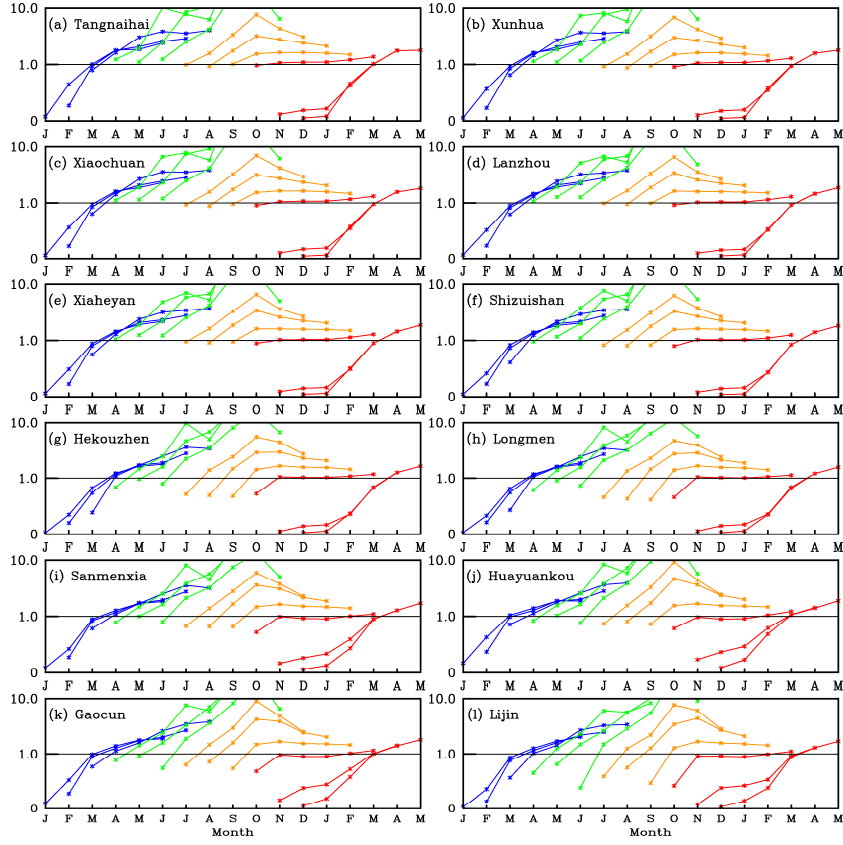 10.0 (a) Tangnaihai 10.0 (b) Xunhua
1.0 1.0
0 0
J F M A M J J A S O N D J F M A M J F M A M J J A S O N D J F M A M
10.0 (c) Xiaochuan 10.0 (d) Lanzhou
1.0 1.0
0 0
J F M A M J J A S O N D J F M A M J F M A M J J A S O N D J F M A M
10.0 (e) Xiaheyan 10.0 (f) Shizuishan
1.0 1.0
0 0
J F M A M J J A S O N D J F M A M J F M A M J J A S O N D J F M A M
10.0 (g) Hekouzhen 10.0 (h) Longmen
1.0 1.0
0 0
J F M A M J J A S O N D J F M A M J F M A M J J A S O N D J F M A M
10.0 (i) Sanmenxia 10.0 (j) Huayuankou
1.0 1.0
0 0
J F M A M J J A S O N D J F M A M J F M A M J J A S O N D J F M A M
10.0 (k) Gaocun 10.0 (l) Lijin
1.0 1.0
0 0
J F M A M J J A S O N D J F M A M J F M A M J J A S O N D J F M A M
Month Month